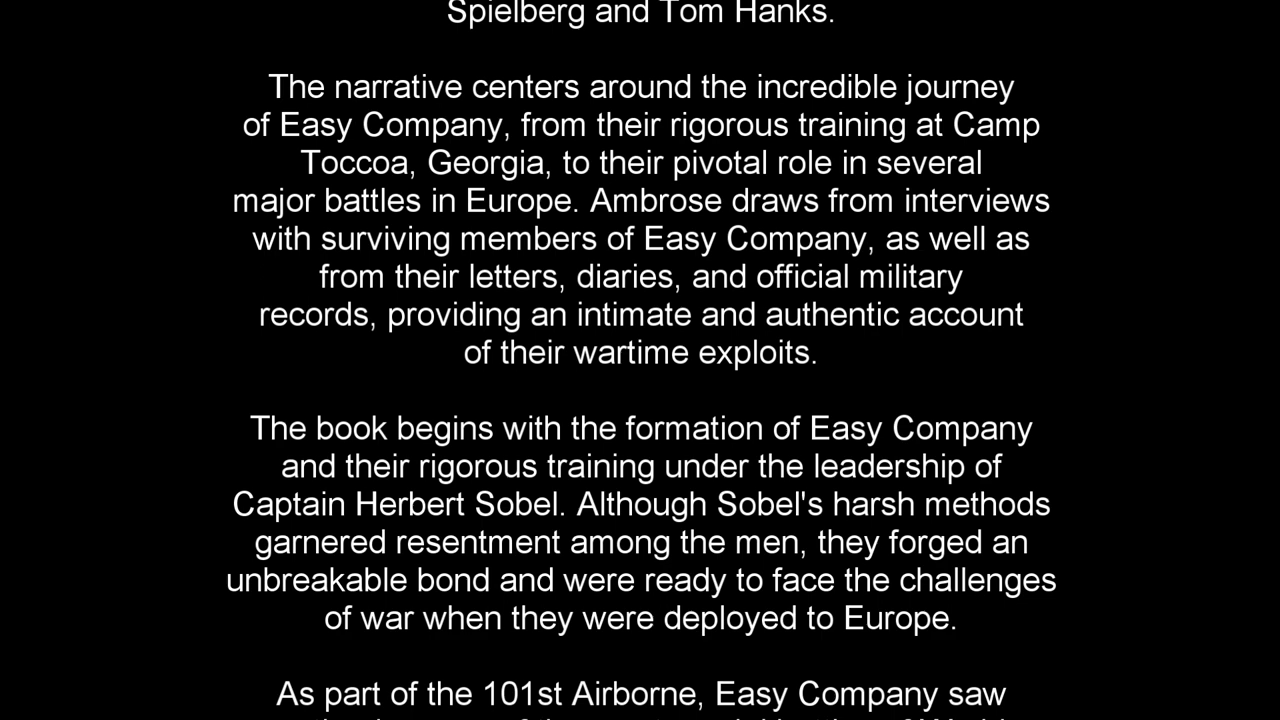 Spielberg and Tom Hanks.
The narrative centers around the incredible journey
of Easy Company, from their rigorous training at Camp
Toccoa, Georgia, to their pivotal role in several
major battles in Europe. Ambrose draws from interviews
with surviving members of Easy Company, as well as
from their letters, diaries, and official military
records, providing an intimate and authentic account
of their wartime exploits.
The book begins with the formation of Easy Company
and their rigorous training under the leadership of
Captain Herbert Sobel. Although Sobel's harsh methods
garnered resentment among the men, they forged an
unbreakable bond and were ready to face the challenges
of war when they were deployed to Europe.
As part of the 101st Airborne, Easy Company saw